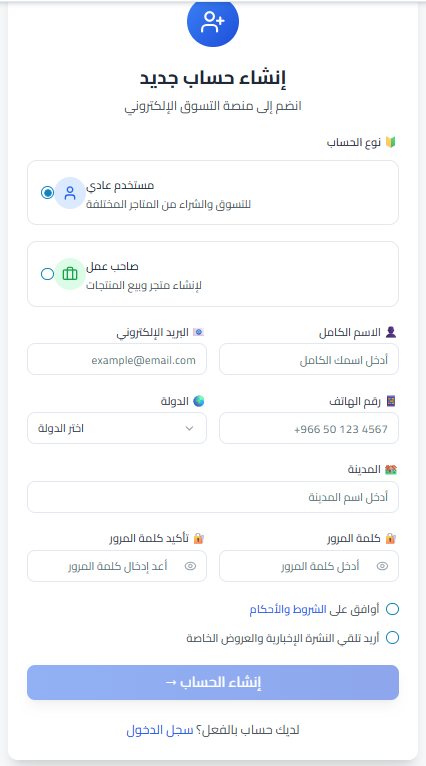 إنشاء حساب جديد
انضم إلى منصة التسوق الإلكتروني
🔰 نوع الحساب
مستخدم عادي
للتسوق والشراء من المتاجر المختلفة
صاحب عمل
لإنشاء متجر وبيع المنتجات
👤 الاسم الكامل
أدخل اسمك الكامل
📧 البريد الإلكتروني
example@email.com
📱 رقم الهاتف
+966 50 123 4567
🌍 الدولة
اختر الدولة
🏘️ المدينة
أدخل اسم المدينة
🔐 كلمة المرور
أدخل كلمة المرور
🔐 تأكيد كلمة المرور
أعد إدخال كلمة المرور
أوافق على الشروط والأحكام
أريد تلقي النشرة الإخبارية والعروض الخاصة
إنشاء الحساب →
لديك حساب بالفعل؟ سجل الدخول